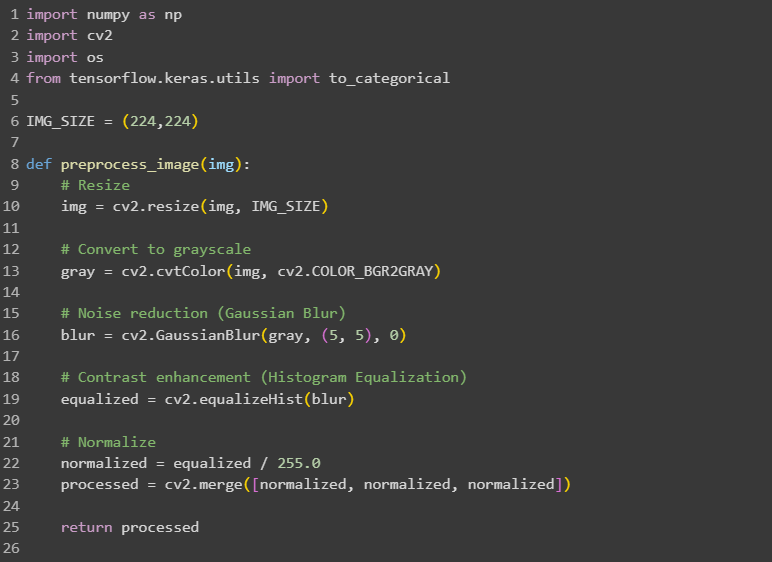 1 import numpy as np
2 import cv2
3 import os
4 from tensorflow.keras.utils import to_categorical
5
6 IMG_SIZE = (224,224)
7
8 def preprocess_image(img):
9     # Resize
10     img = cv2.resize(img, IMG_SIZE)
11
12     # Convert to grayscale
13     gray = cv2.cvtColor(img, cv2.COLOR_BGR2GRAY)
14
15     # Noise reduction (Gaussian Blur)
16     blur = cv2.GaussianBlur(gray, (5, 5), 0)
17
18     # Contrast enhancement (Histogram Equalization)
19     equalized = cv2.equalizeHist(blur)
20
21     # Normalize
22     normalized = equalized / 255.0
23     processed = cv2.merge([normalized, normalized, normalized])
24
25     return processed
26